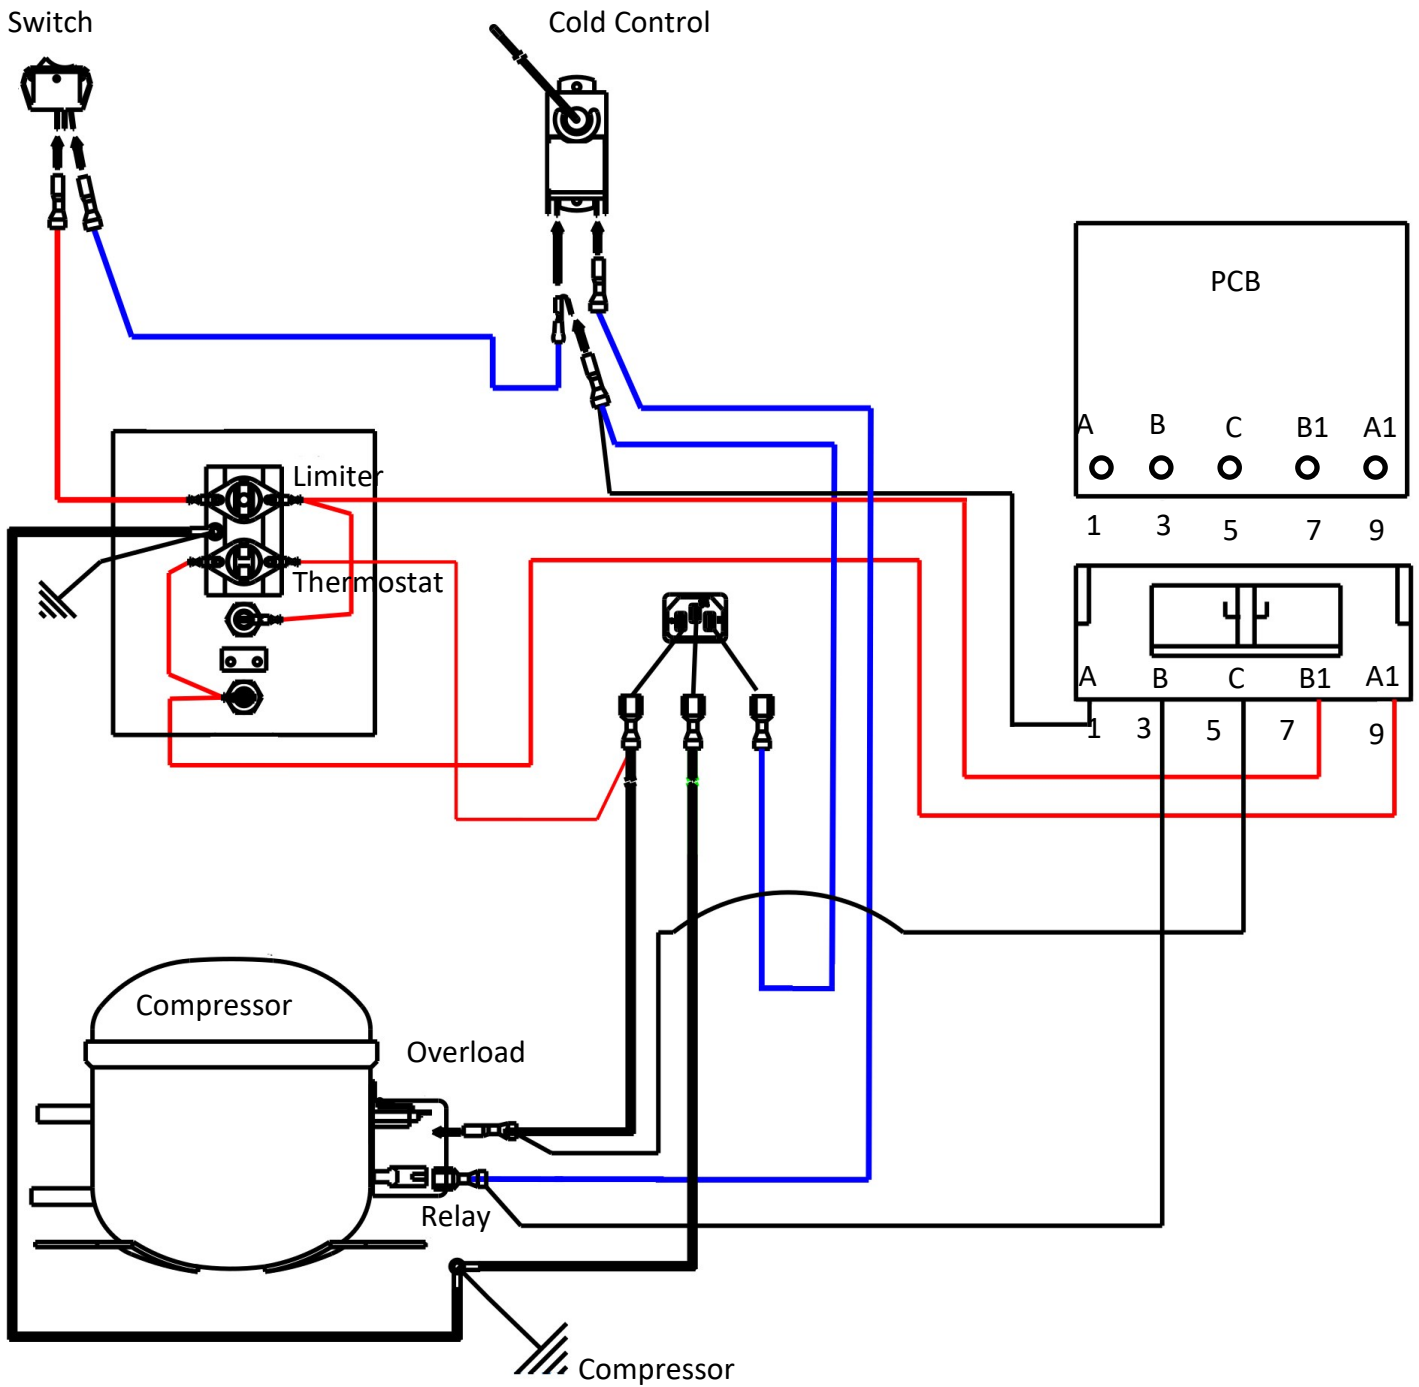 Switch
Cold Control
PCB
A B C B1 A1
1 3 5 7 9
Limiter
Thermostat
A B C B1 A1
1 3 5 7 9
Compressor
Overload
Relay
Compressor